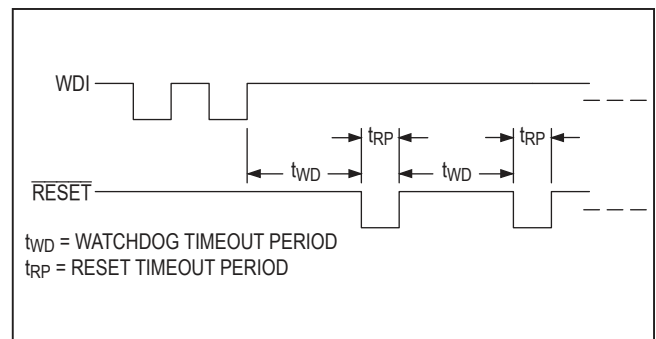 WDI
tRP tRP
tWD tWD
RESET
tWD = WATCHDOG TIMEOUT PERIOD
tRP = RESET TIMEOUT PERIOD